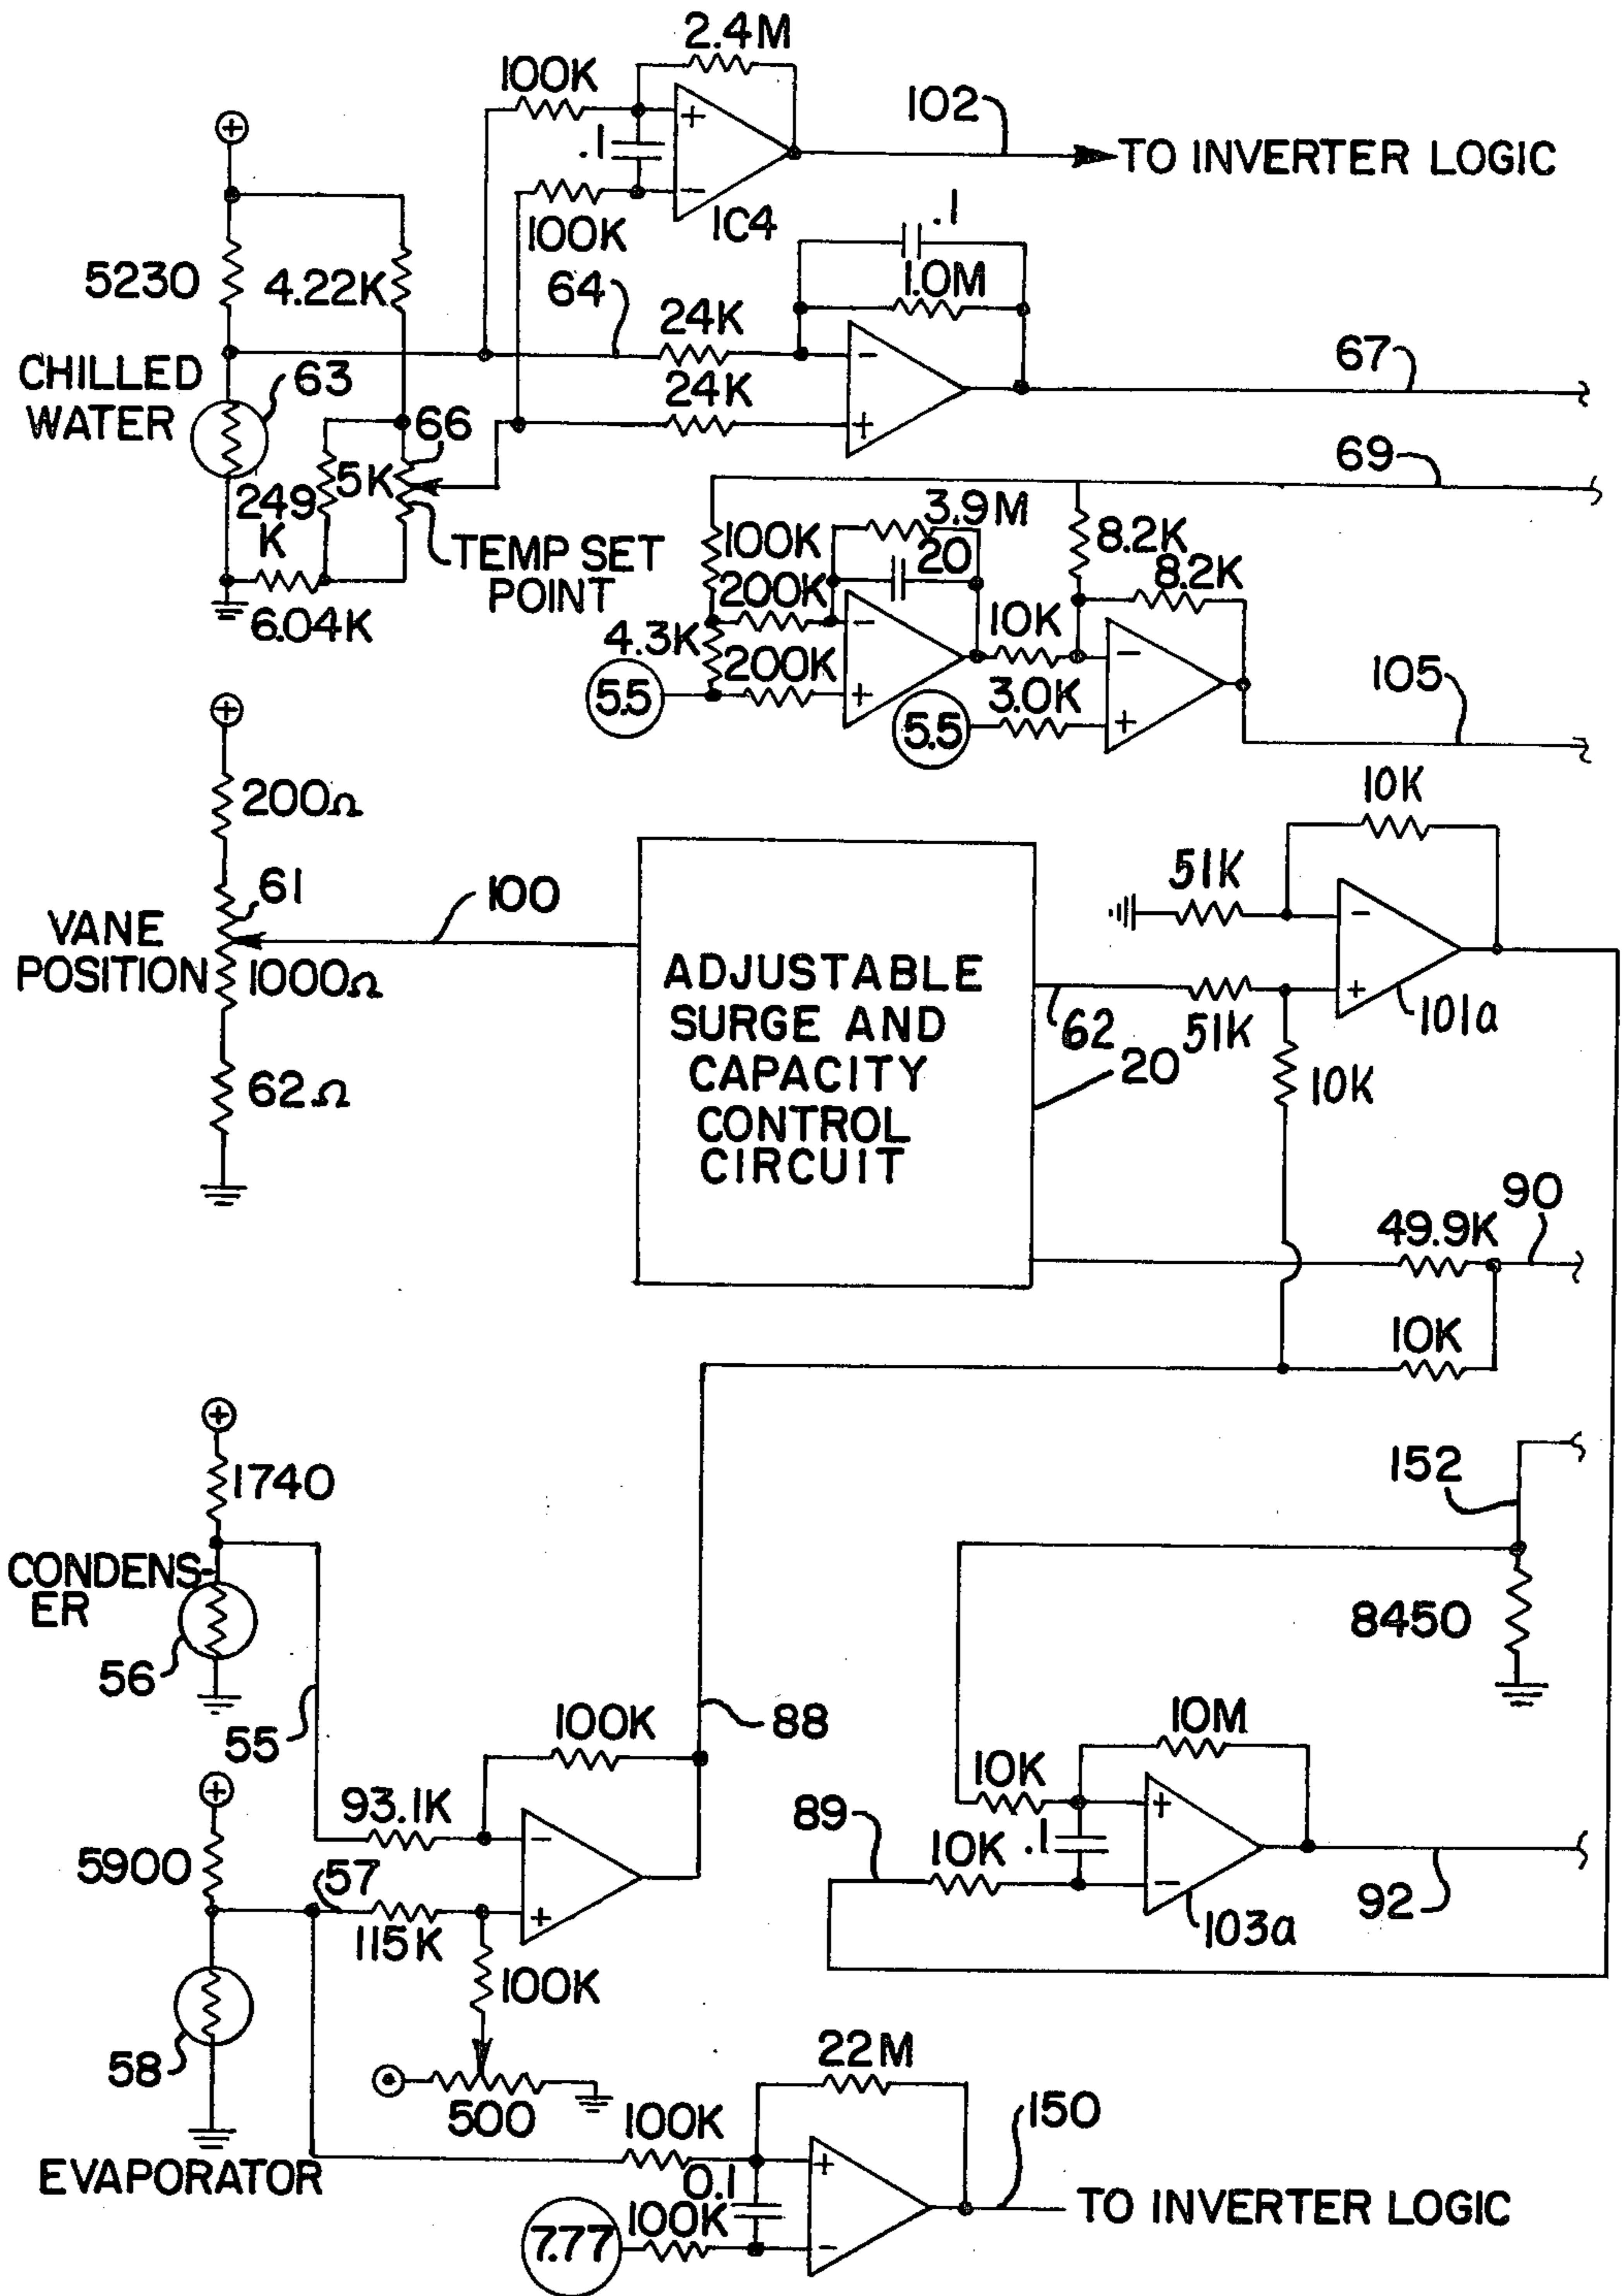 2.4M
100K
102
.1
TO INVERTER LOGIC
100K
IC4
.1
5230
4.22K
64
24K
1.0M
CHILLED
WATER
63
24K
67
66
5K
249
K
TEMP SET
POINT
6.04K
69
3.9M
100K
20
8.2K
8.2K
200K
4.3K
200K
10K
5.5
5.5
3.0K
105
200Ω
61
VANE
POSITION
1000Ω
100
62Ω
ADJUSTABLE
SURGE AND
CAPACITY
CONTROL
CIRCUIT
10K
51K
62
51K
101a
20
10K
90
49.9K
10K
1740
CONDENS-
ER
56
55
152
8450
100K
88
10M
93.1K
10K
89
10K
.1
5900
57
115K
92
103a
100K
58
500
22M
EVAPORATOR
100K
150
0.1
7.77
100K
TO INVERTER LOGIC